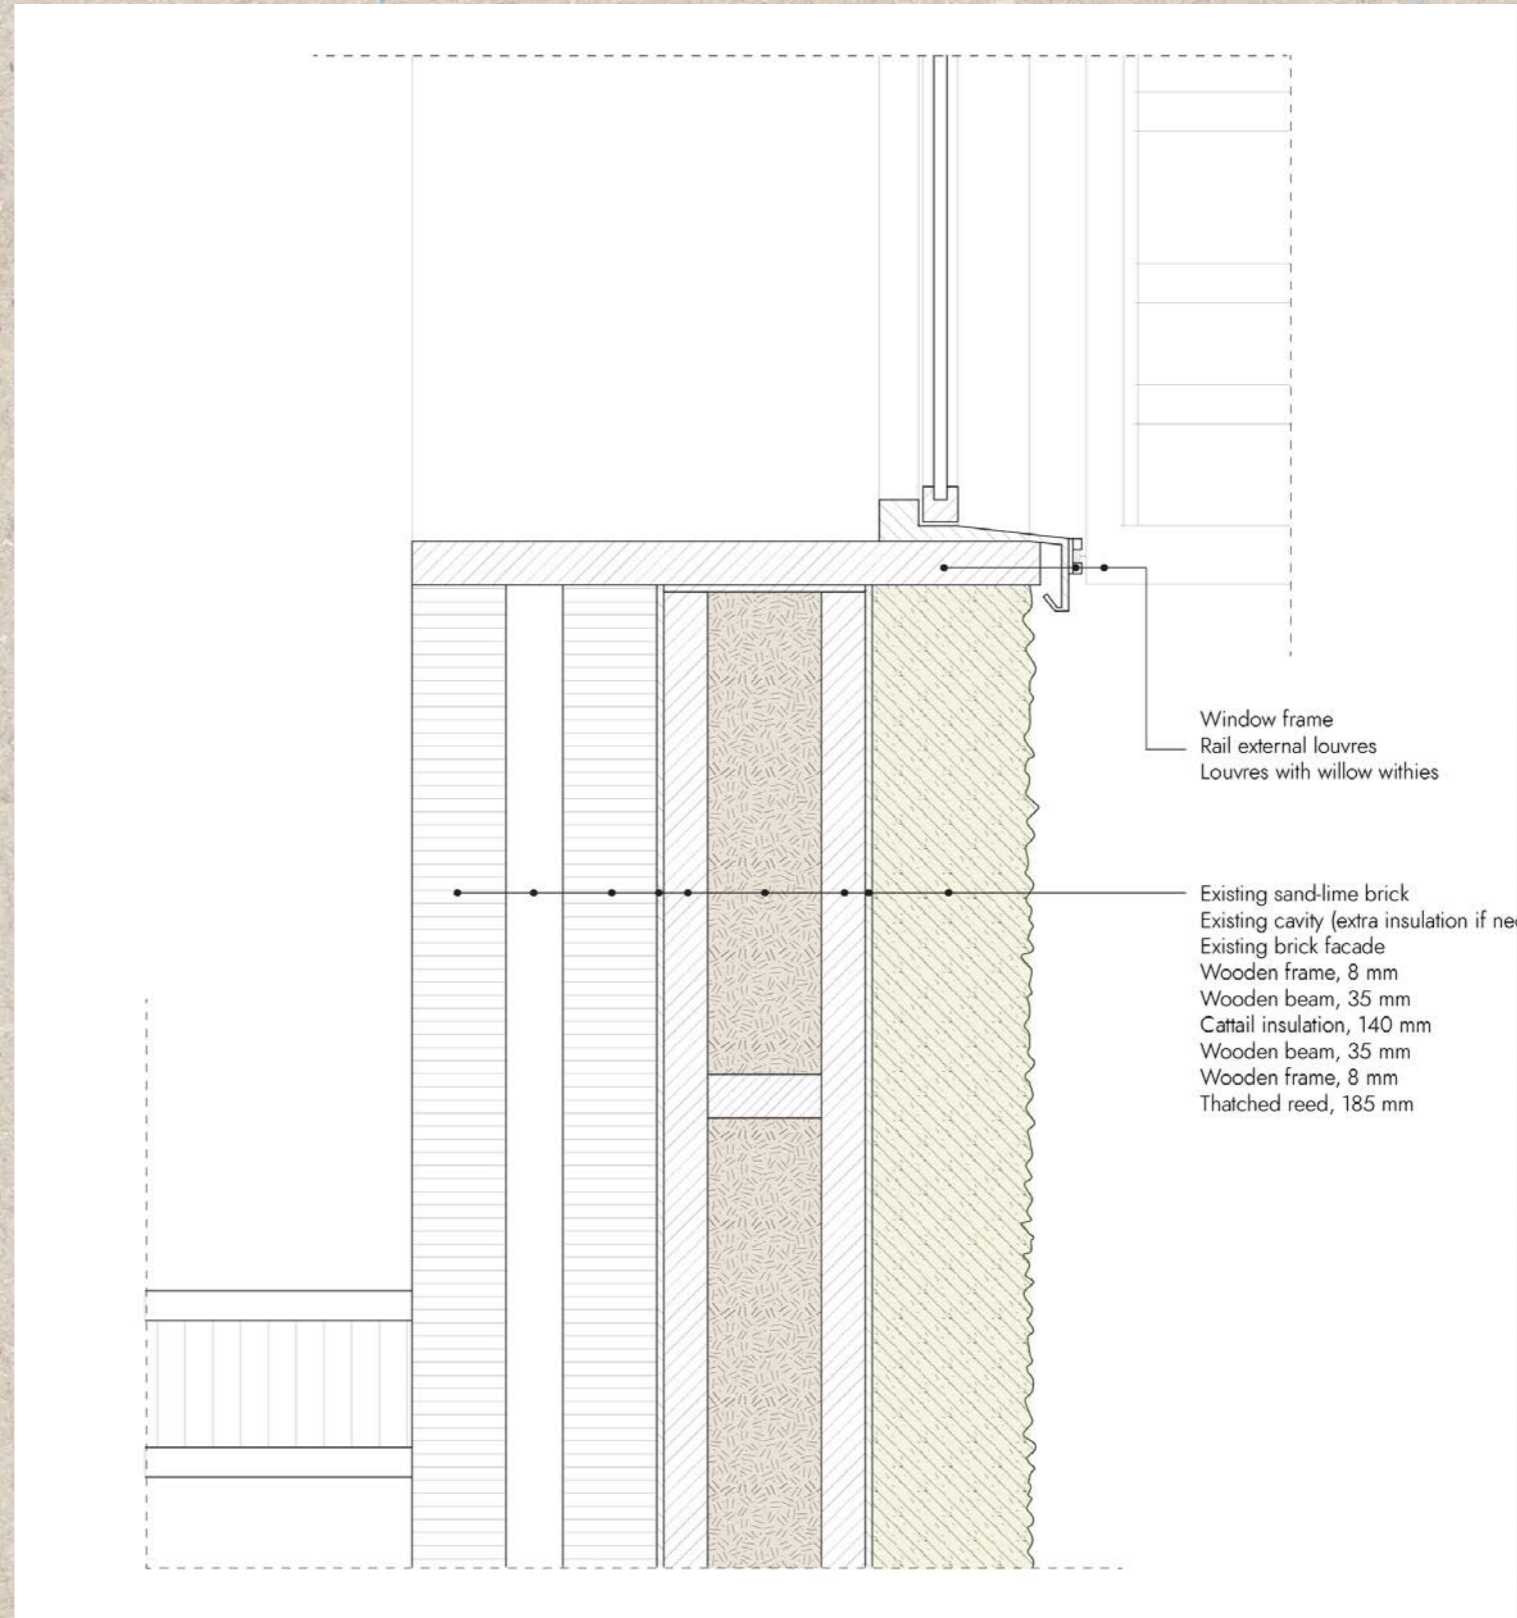 Window frame
Rail external louvres
Louvres with willow withies
Existing sand-lime brick
Existing cavity (extra insulation if
Existing brick facade
Wooden frame, 8 mm
Wooden beam, 35 mm
Cattail insulation, 140 mm
Wooden beam, 35 mm
Wooden frame, 8 mm
Thatched reed, 185 mm